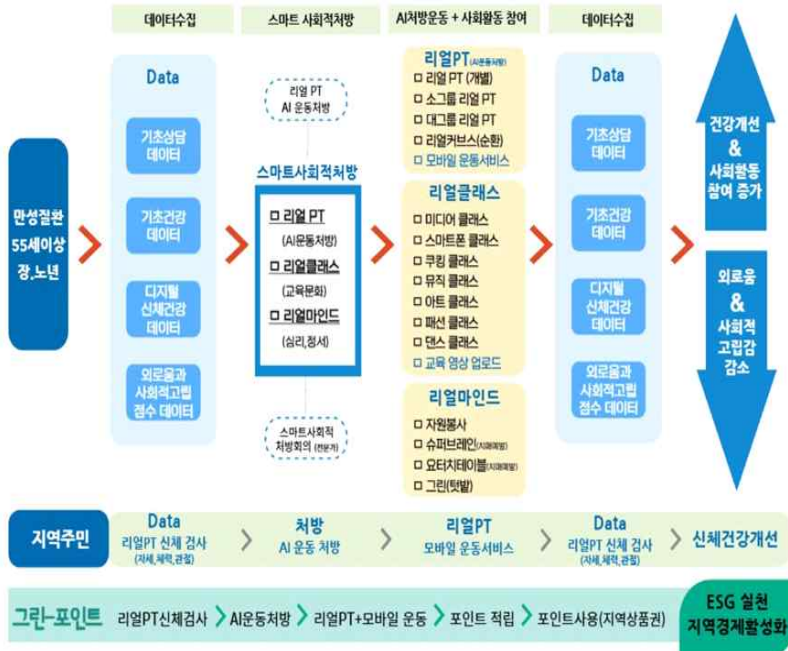 데이터수집
스마트 사회적처방
AI처방운동 + 사회활동 참여
데이터수집
만성질환
55세이상
장,노년
Data
기초상담
데이터
기초건강
데이터
디지털
신체건강
데이터
외로움과
사회적고립
점수 데이터
리얼 PT
AI 운동처방
스마트사회적처방
□ 리얼 PT
(AI운동처방)
□ 리얼클래스
(교육문화)
□ 리얼마인드
(심리,정서)
스마트사회적
처방회의 (전문가)
리얼PT(AI운동처방)
□ 리얼 PT (개별)
□ 소그룹 리얼 PT
□ 대그룹 리얼 PT
□ 리얼커브스(순환)
□ 모바일 운동서비스
리얼클래스
□ 미디어 클래스
□ 스마트폰 클래스
□ 쿠킹 클래스
□ 뮤직 클래스
□ 아트 클래스
□ 패션 클래스
□ 댄스 클래스
□ 교육 영상 업로드
리얼마인드
□ 자원봉사
□ 슈퍼브레인(치매예방)
□ 요터치테이블(치매예방)
□ 그린(텃밭)
Data
기초상담
데이터
기초건강
데이터
디지털
신체건강
데이터
외로움과
사회적고립
점수 데이터
건강개선
&
사회활동
참여 증가
외로움
&
사회적
고립감
감소
지역주민
Data
리얼PT 신체 검사
(자세,체력,관절)
처방
AI 운동 처방
리얼PT
모바일 운동서비스
Data
리얼PT 신체 검사
(자세,체력,관절)
신체건강개선
그린-포인트
리얼PT신체검사
AI운동처방
리얼PT+모바일 운동
포인트 적립
포인트사용(지역상품권)
ESG 실천
지역경제활성화